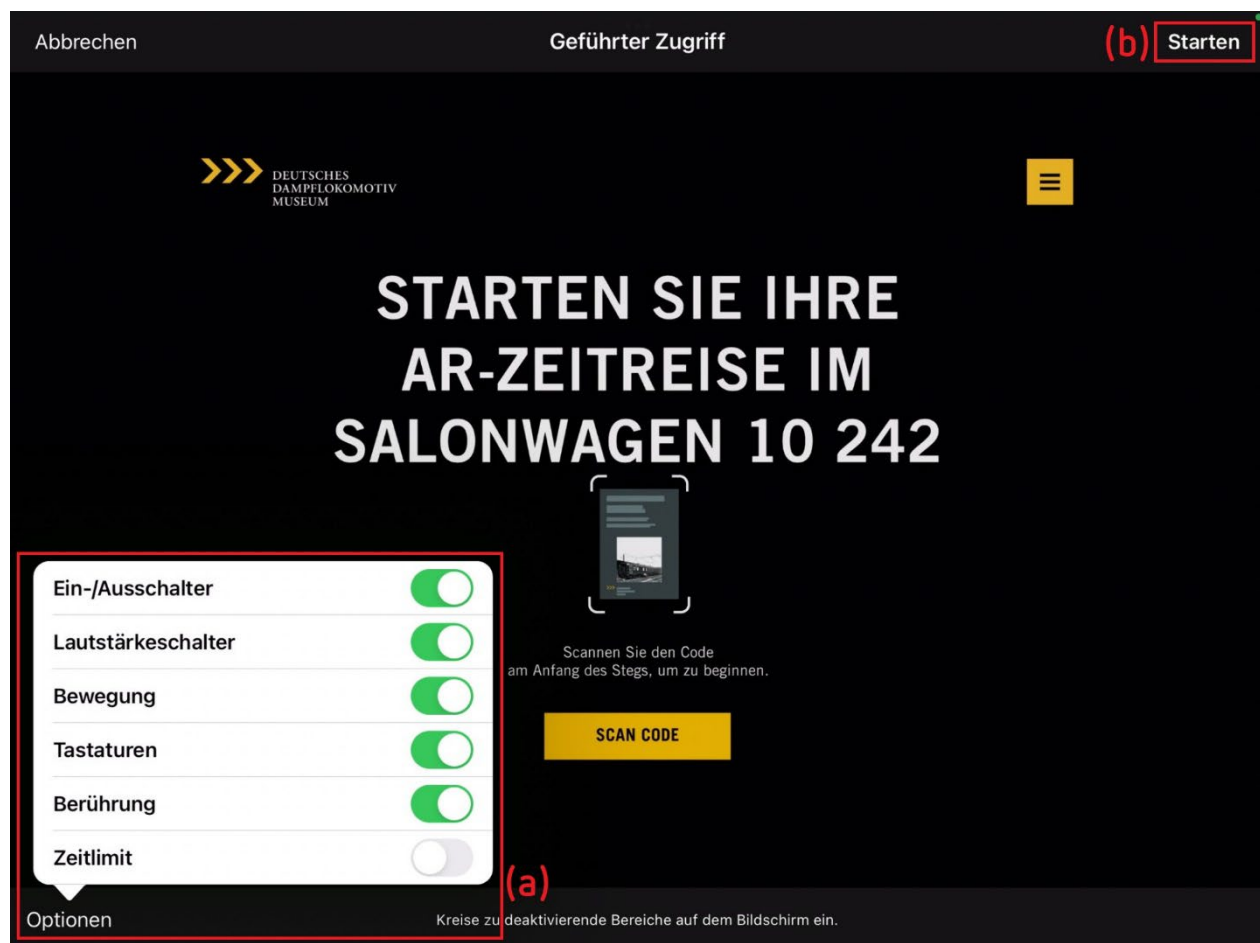 Abbrechen
Geführter Zugriff
(b)
Starten
DEUTSCHES
DAMPFLOKOMOTIV
MUSEUM
STARTEN SIE IHRE
AR-ZEITREISE IM
SALONWAGEN 10 242
Scannen Sie den Code
am Anfang des Stegs, um zu beginnen.
SCAN CODE
Ein-/Ausschalter
Lautstärkeschalter
Bewegung
Tastaturen
Berührung
Zeitlimit
(a)
Optionen
Kreise zu deaktivierende Bereiche auf dem Bildschirm ein.